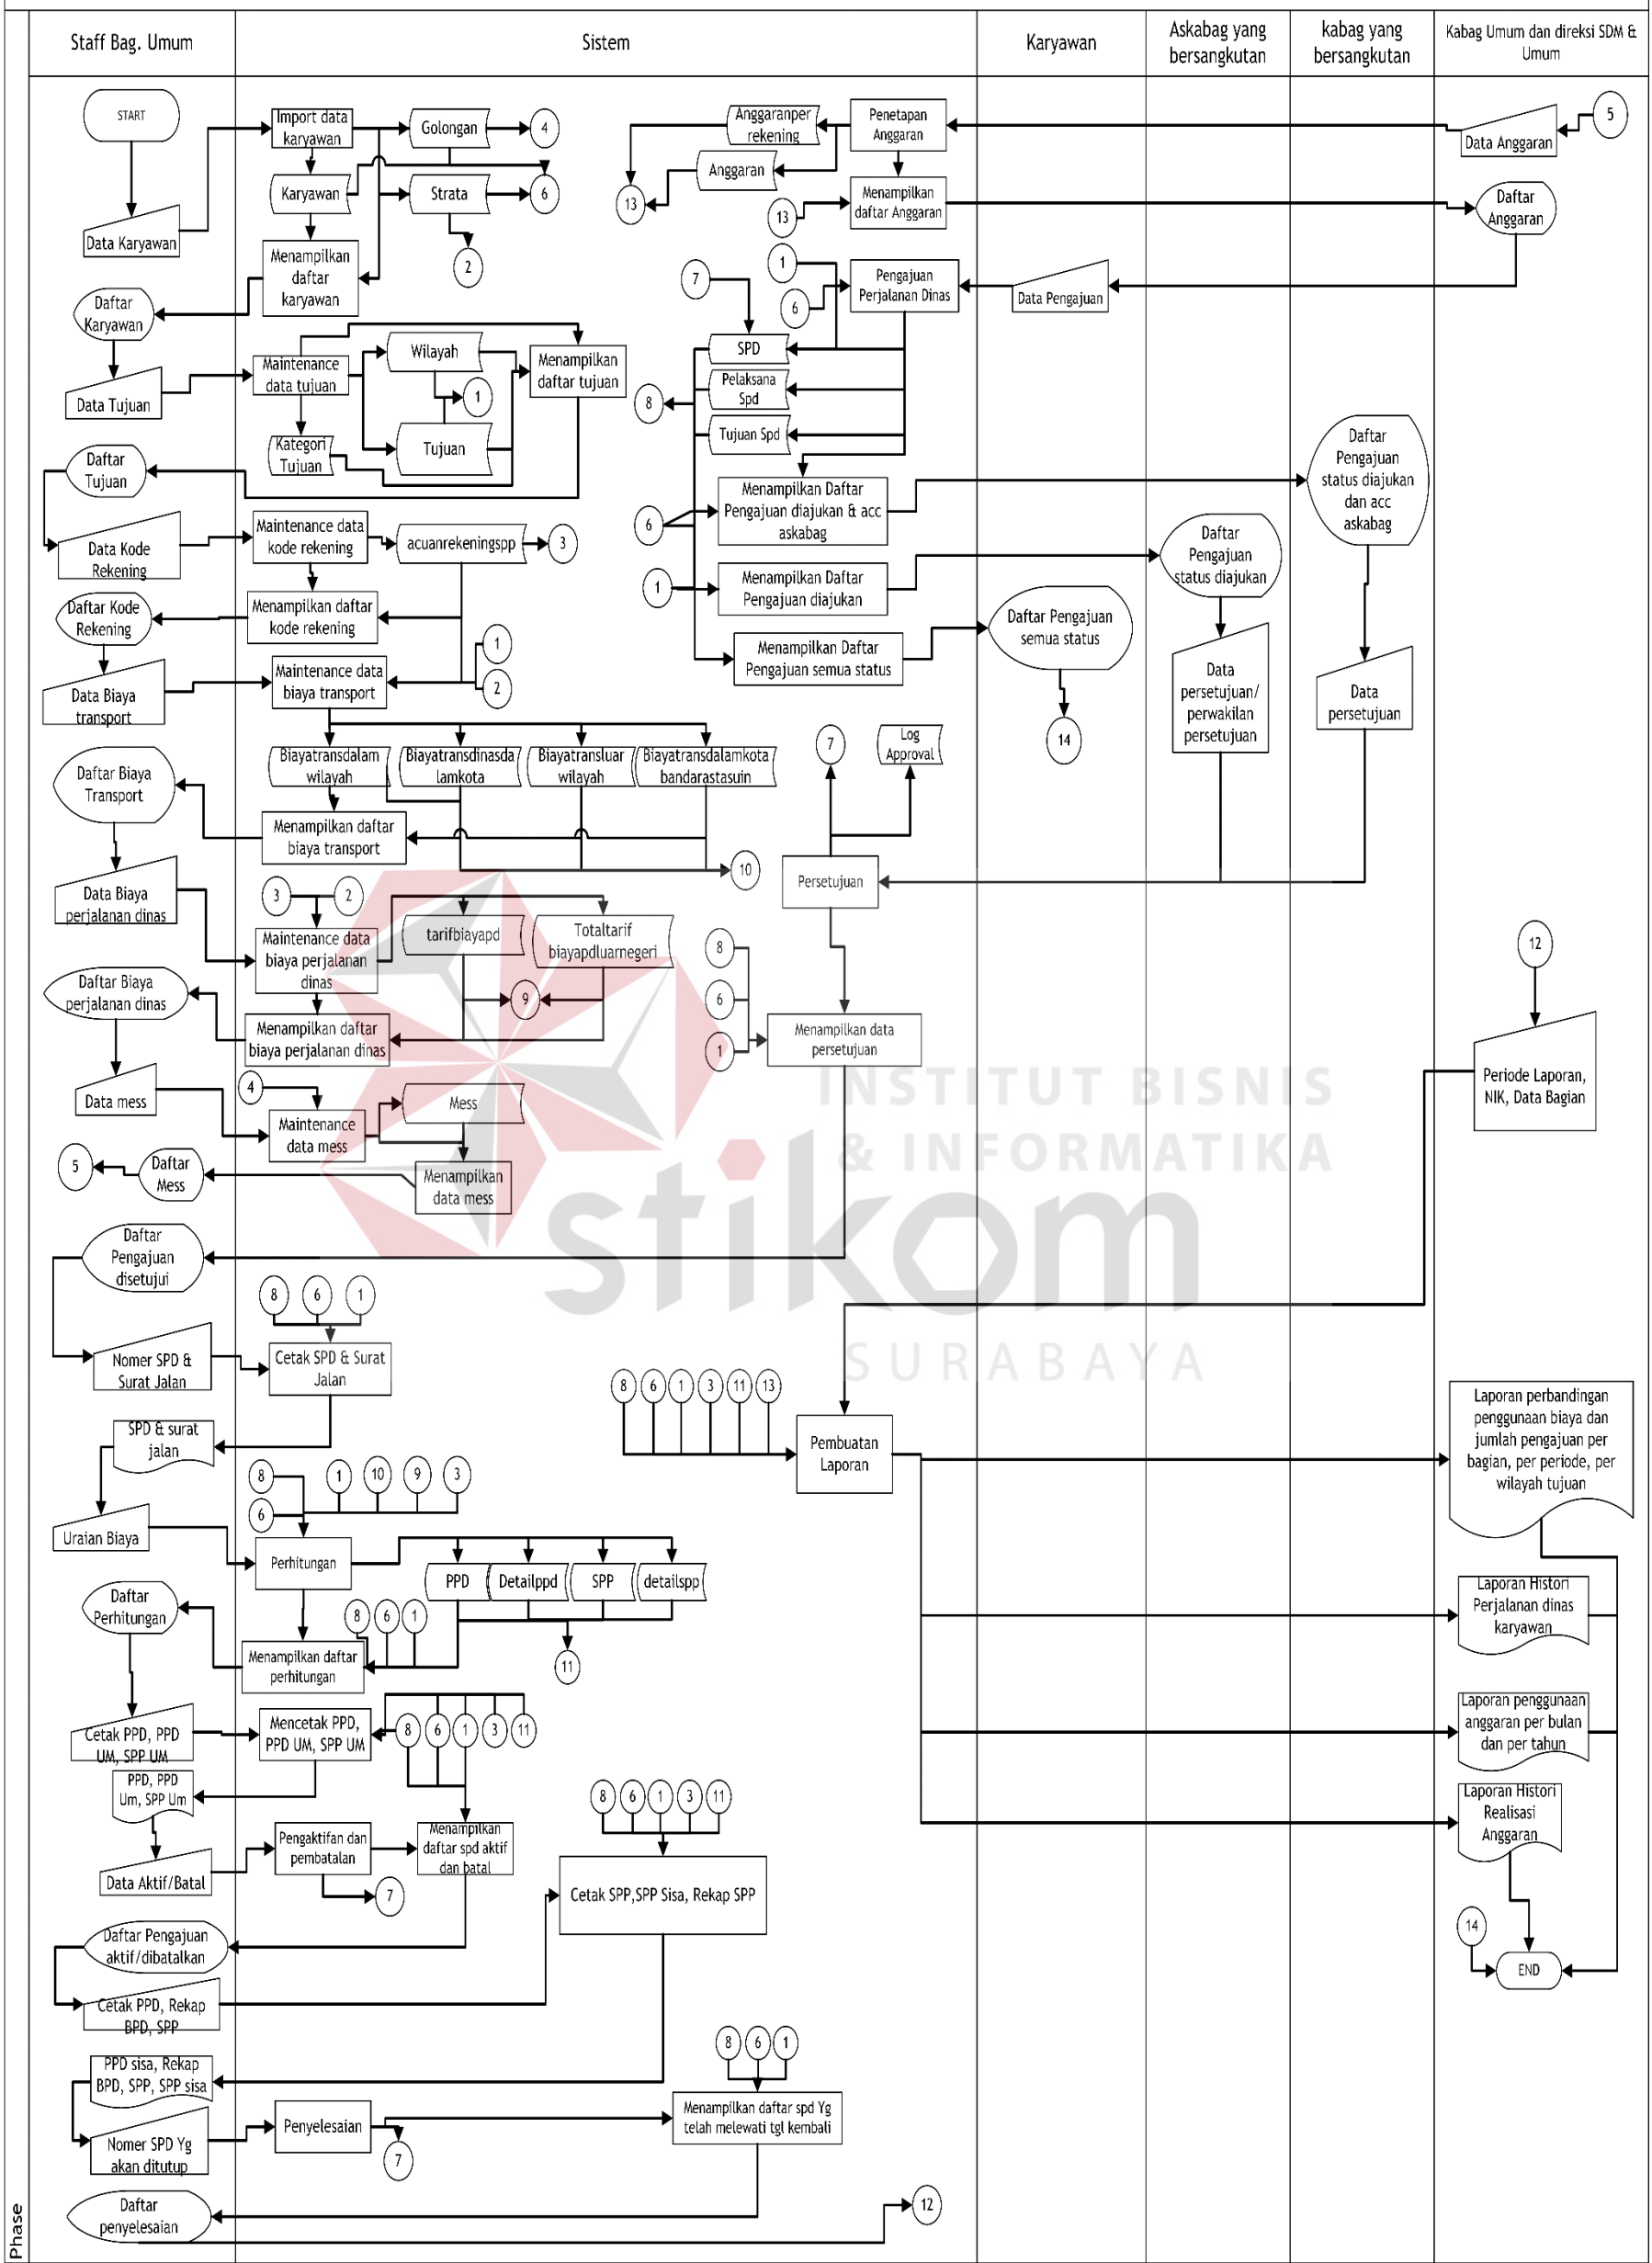 Staff Bag. Umum
Sistem
Karyawan
Askabag yang
bersangkutan
kabag yang
bersangkutan
Kabag Umum dan direksi SDM &
Umum
START
Data Karyawan
Import data
karyawan
Golongan
4
Karyawan
Strata
6
2
Menampilkan
daftar
karyawan
Daftar
Karyawan
Anggaranper
rekening
Penetapan
Anggaran
Anggaran
13
13
Menampilkan
daftar Anggaran
Data Anggaran
5
Daftar
Anggaran
Data Tujuan
Maintenance
data tujuan
Wilayah
1
Kategori
Tujuan
Tujuan
Menampilkan
daftar tujuan
Daftar
Tujuan
1
7
6
Pengajuan
Perjalanan Dinas
Data Pengajuan
SPD
Pelaksana
Spd
8
Tujuan Spd
6
Menampilkan Daftar
Pengajuan diajukan & acc
askabag
1
Menampilkan Daftar
Pengajuan diajukan
Menampilkan Daftar
Pengajuan semua status
Daftar Pengajuan
semua status
14
Daftar
Pengajuan
status diajukan
Data
persetujuan/
perwakilan
persetujuan
Daftar
Pengajuan
status diajukan
dan acc
askabag
Data
persetujuan
Data Kode
Rekening
Maintenance data
kode rekening
acuanrekeningspp
3
Daftar Kode
Rekening
Menampilkan daftar
kode rekening
1
2
Data Biaya
transport
Maintenance data
biaya transport
Biayatransdalam
wilayah
Biayatransdinasda
lamkota
Biayatransluar
wilayah
Biayatransdalamkota
bandarastasuin
Daftar Biaya
Transport
Menampilkan daftar
biaya transport
10
7
Log
Approval
Persetujuan
Data Biaya
perjalanan dinas
3
2
Maintenance data
biaya perjalanan
dinas
tarifbiayapd
Totaltarif
biayapdluarnegeri
9
Daftar Biaya
perjalanan dinas
Menampilkan daftar
biaya perjalanan dinas
8
6
1
Menampilkan data
persetujuan
12
Periode Laporan,
NIK, Data Bagian
Data mess
4
Maintenance
data mess
Mess
Menampilkan
data mess
5
Daftar
Mess
INSTITUT BISNIS
& INFORMATIKA
stikom
SURABAYA
Daftar
Pengajuan
disetujui
8
6
1
Nomer SPD &
Surat Jalan
Cetak SPD & Surat
Jalan
SPD & surat
jalan
8
6
1
3
11
13
Pembuatan
Laporan
Laporan perbandingan
penggunaan biaya dan
jumlah pengajuan per
bagian, per periode, per
wilayah tujuan
8
1
10
9
3
6
Uraian Biaya
Perhitungan
PPD
Detailppd
SPP
detailspp
Daftar
Perhitungan
8
6
1
Menampilkan daftar
perhitungan
11
Laporan Histori
Perjalanan dinas
karyawan
Cetak PPD, PPD
UM, SPP UM
Mencetak PPD,
PPD UM, SPP UM
8
6
1
3
11
Laporan penggunaan
anggaran per bulan
dan per tahun
PPD, PPD
Um, SPP Um
8
6
1
3
11
Laporan Histori
Realisasi
Anggaran
Data Aktif/Batal
Pengaktifan dan
pembatalan
Menampilkan
daftar spd aktif
dan batal
7
Cetak SPP,SPP Sisa, Rekap SPP
Daftar Pengajuan
aktif/dibatalkan
14
END
Cetak PPD, Rekap
BPD, SPP
8
6
1
PPD sisa, Rekap
BPD, SPP, SPP sisa
Menampilkan daftar spd Yg
telah melewati tgl kembali
Nomer SPD Yg
akan ditutup
Penyelesaian
7
Daftar
penyelesaian
12
Phase